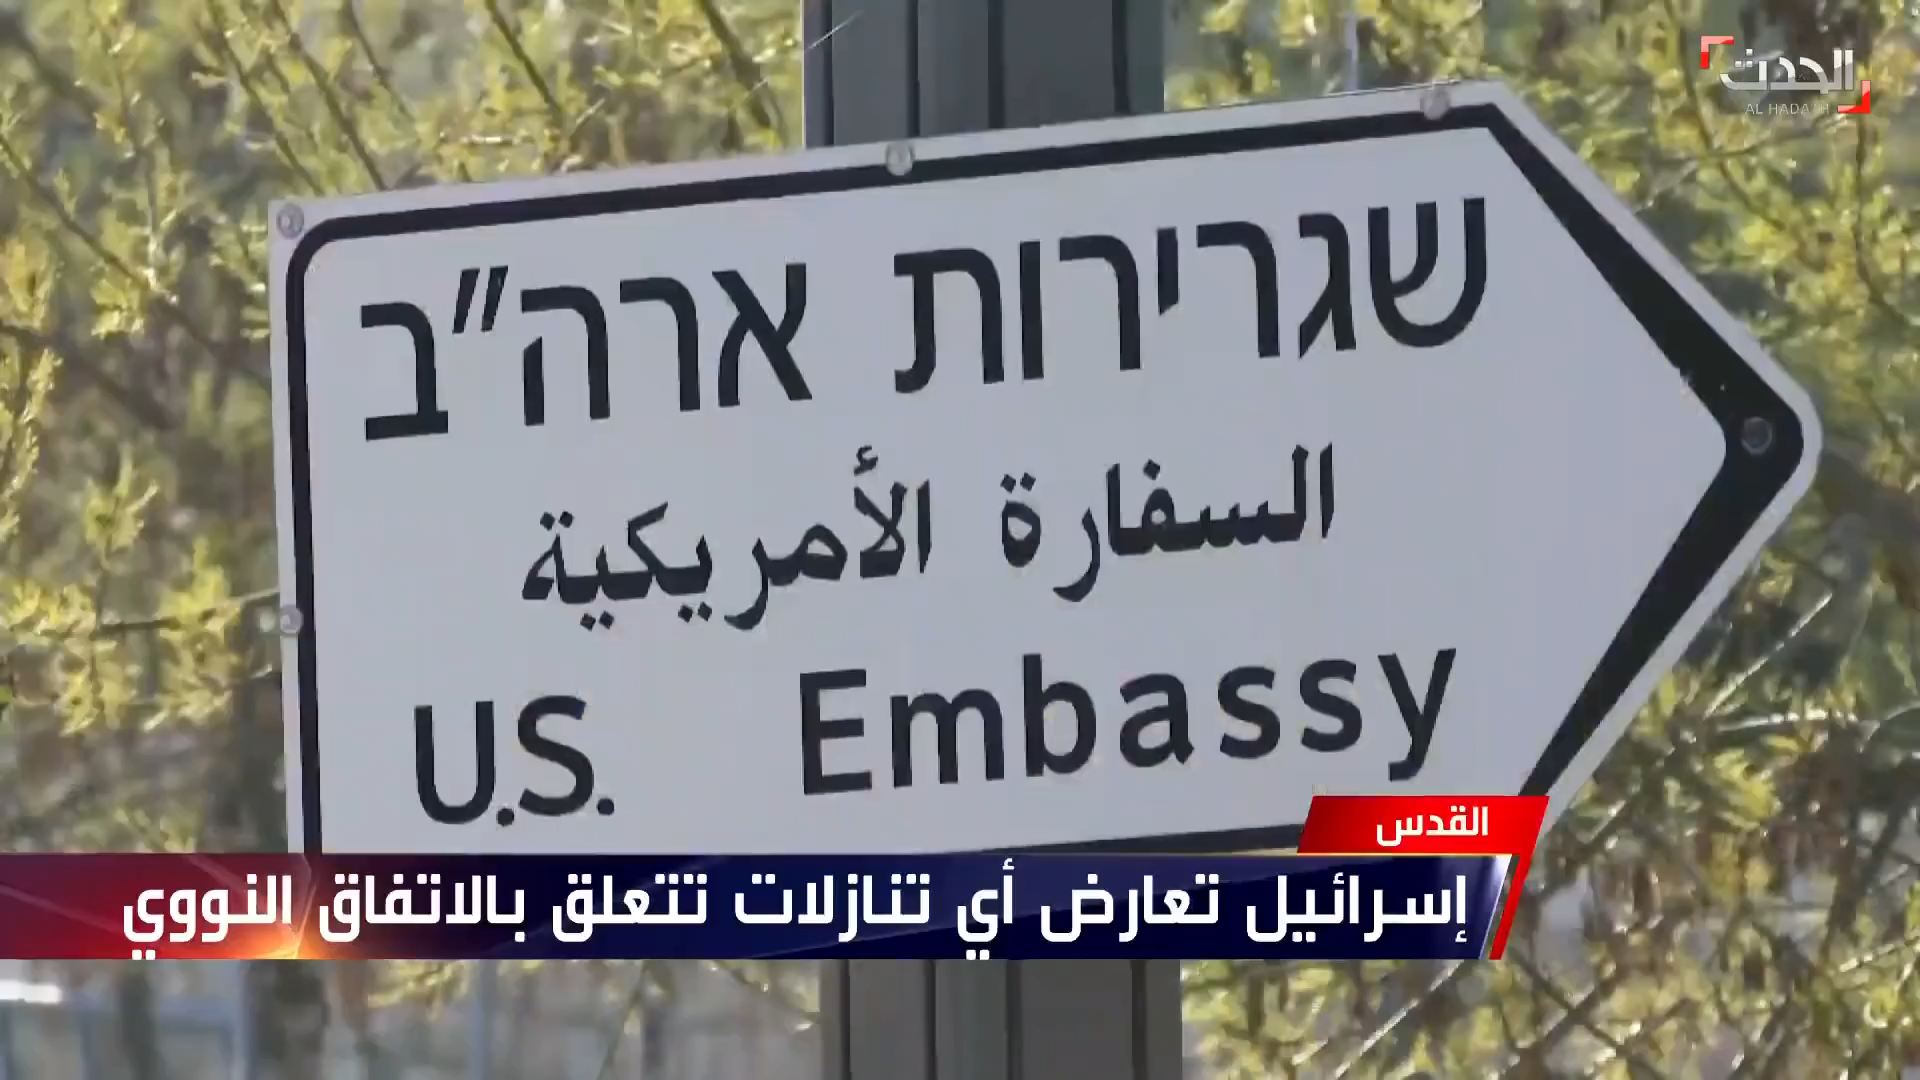 الحدث
AL HADATH
שגרירות ארה"ב
السفارة الأمريكية
U.S. Embassy
القدس
إسرائيل تعارض أي تنازلات تتعلق بالاتفاق النووي